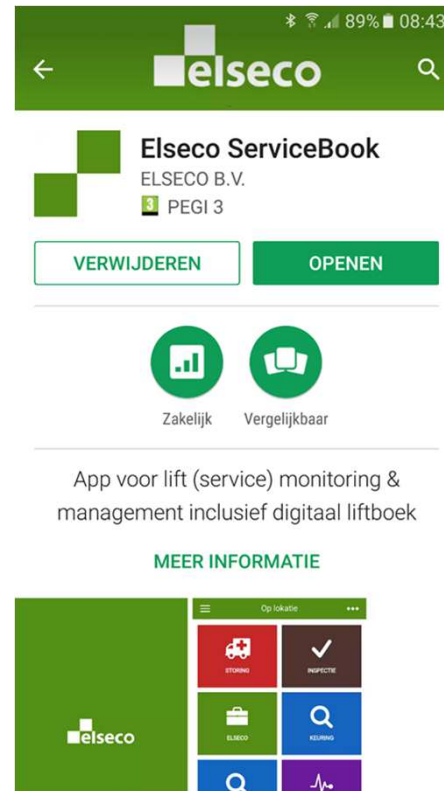 89% 08:43
elseco
Elseco ServiceBook
ELSECO B.V.
3 PEGI 3
VERWIJDEREN OPENEN
Zakelijk Vergelijkbaar
App voor lift (service) monitoring &
management inclusief digitaal liftboek
MEER INFORMATIE
Op lokatie
STORING INSPECTIE
elseco
ELSECO KEURING